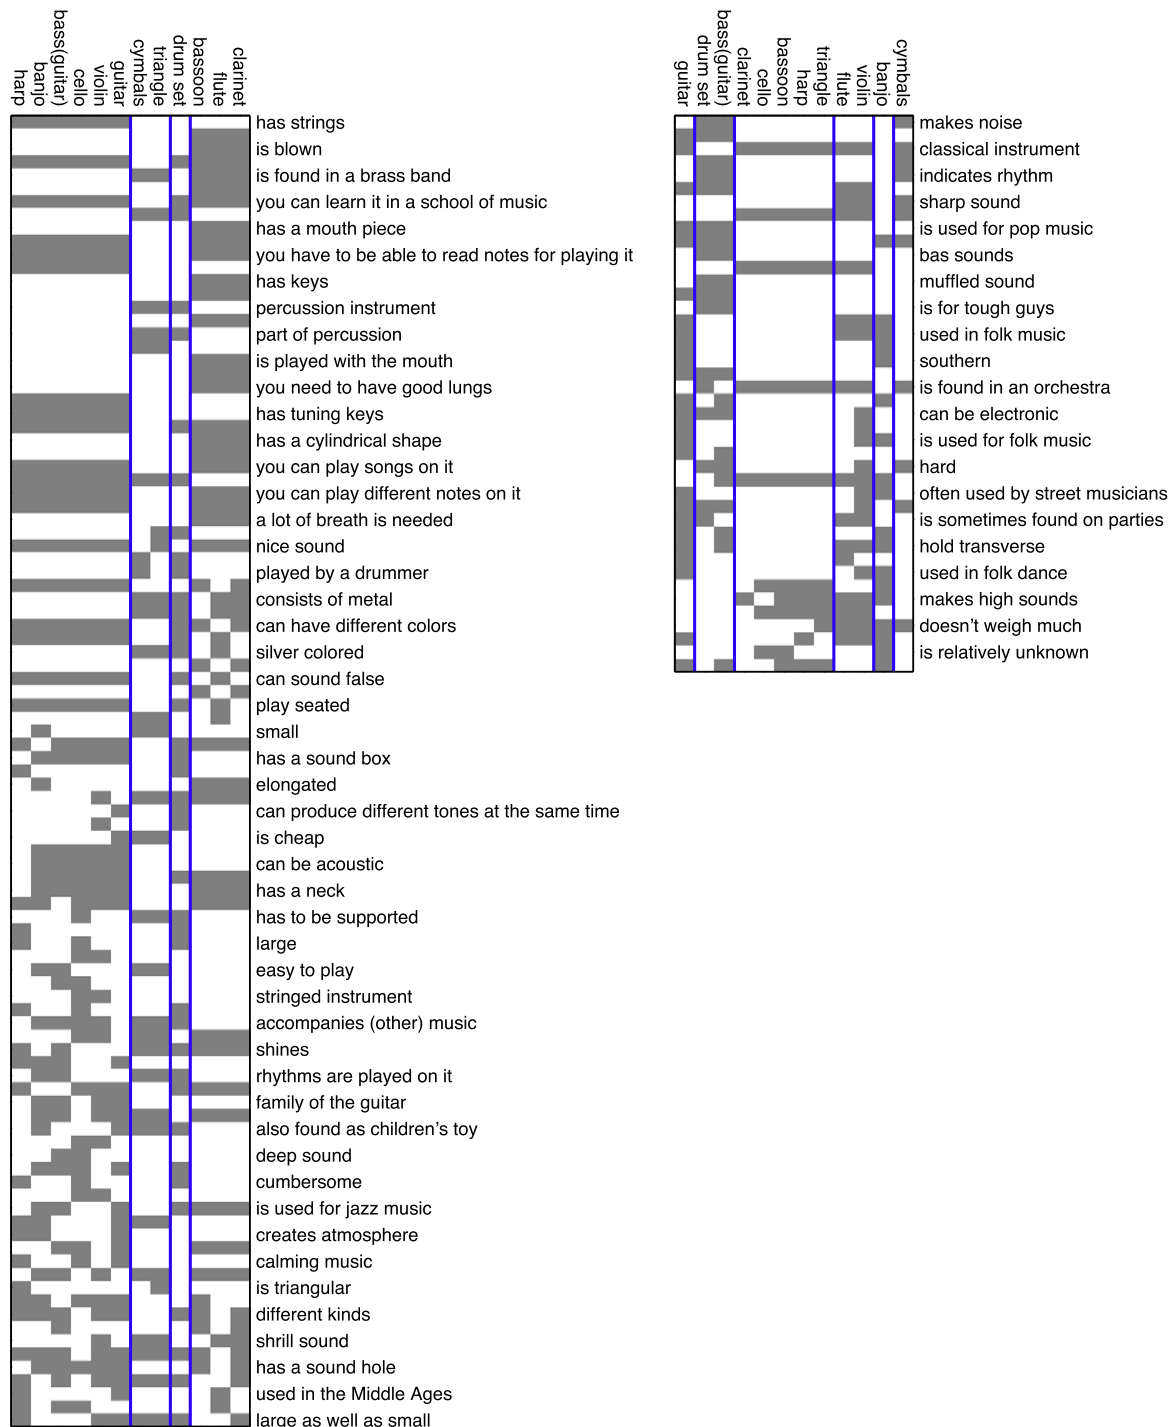 harp
banjo
bass(guitar)
cello
violin
guitar
cymbals
triangle
drum set
bassoon
flute
clarinet
has strings
is blown
is found in a brass band
you can learn it in a school of music
has a mouth piece
you have to be able to read notes for playing it
has keys
percussion instrument
part of percussion
is played with the mouth
you need to have good lungs
has tuning keys
has a cylindrical shape
you can play songs on it
you can play different notes on it
a lot of breath is needed
nice sound
played by a drummer
consists of metal
can have different colors
silver colored
can sound false
play seated
small
has a sound box
elongated
can produce different tones at the same time
is cheap
can be acoustic
has a neck
has to be supported
large
easy to play
stringed instrument
accompanies (other) music
shines
rhythms are played on it
family of the guitar
also found as children's toy
deep sound
cumbersome
is used for jazz music
creates atmosphere
calming music
is triangular
different kinds
shrill sound
has a sound hole
used in the Middle Ages
large as well as small
guitar
drum set
bass(guitar)
clarinet
cello
bassoon
harp
triangle
flute
violin
banjo
cymbals
makes noise
classical instrument
indicates rhythm
sharp sound
is used for pop music
bas sounds
muffled sound
is for tough guys
used in folk music
southern
is found in an orchestra
can be electronic
is used for folk music
hard
often used by street musicians
is sometimes found on parties
hold transverse
used in folk dance
makes high sounds
doesn't weigh much
is relatively unknown